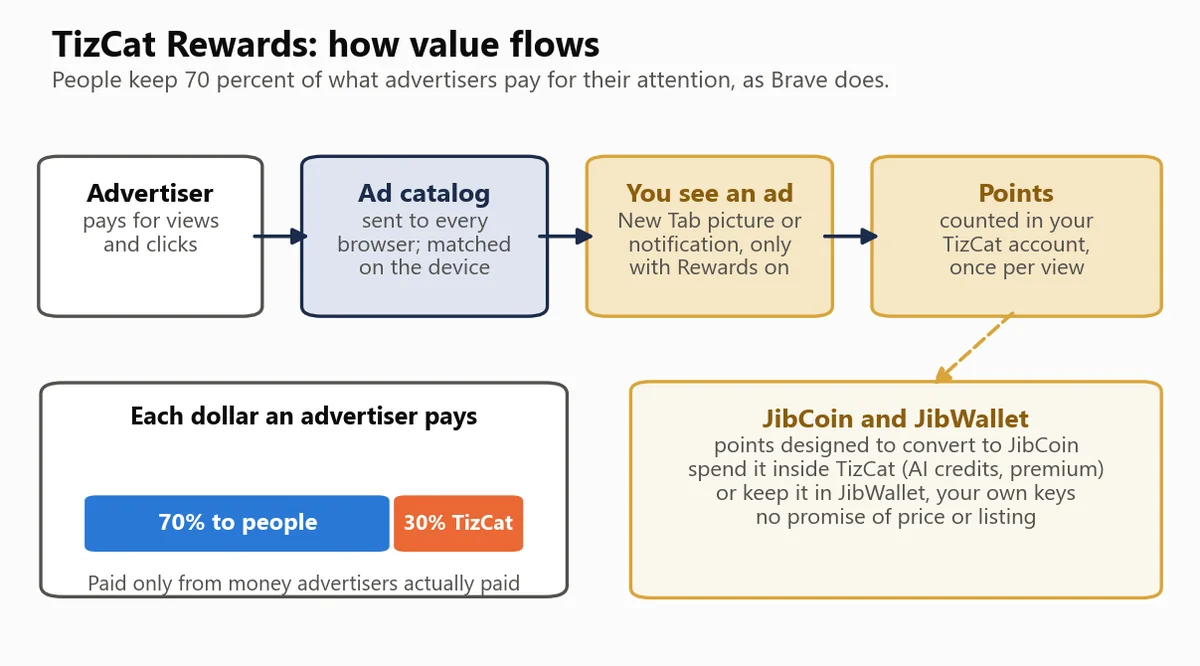 TizCat Rewards: how value flows
People keep 70 percent of what advertisers pay for their attention, as Brave does.
Advertiser
pays for views
and clicks
Ad catalog
sent to every
browser; matched
on the device
You see an ad
New Tab picture or
notification, only
with Rewards on
Points
counted in your
TizCat account,
once per view
Each dollar an advertiser pays
70% to people
30% TizCat
Paid only from money advertisers actually paid
JibCoin and JibWallet
points designed to convert to JibCoin
spend it inside TizCat (AI credits, premium)
or keep it in JibWallet, your own keys
no promise of price or listing